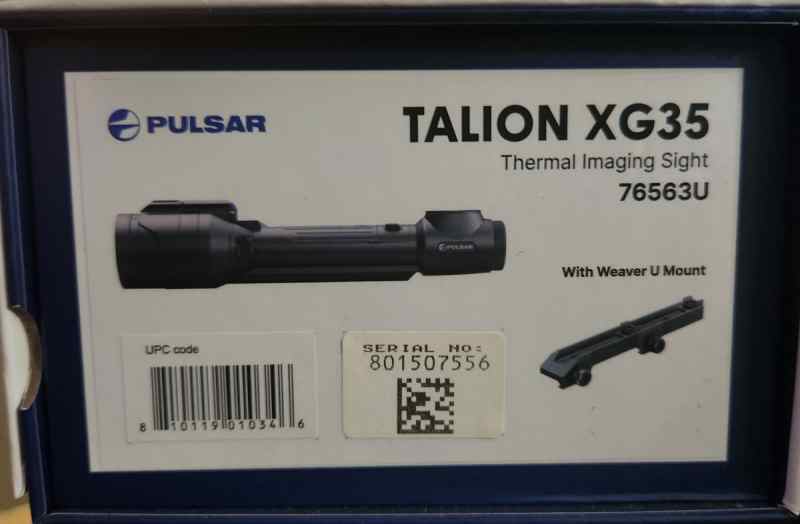 PULSAR
TALION XG35
Thermal Imaging Sight
76563U
PULSAR
With Weaver U Mount
UPC code
8 10119 01034 6
SERIAL NO:
801507556